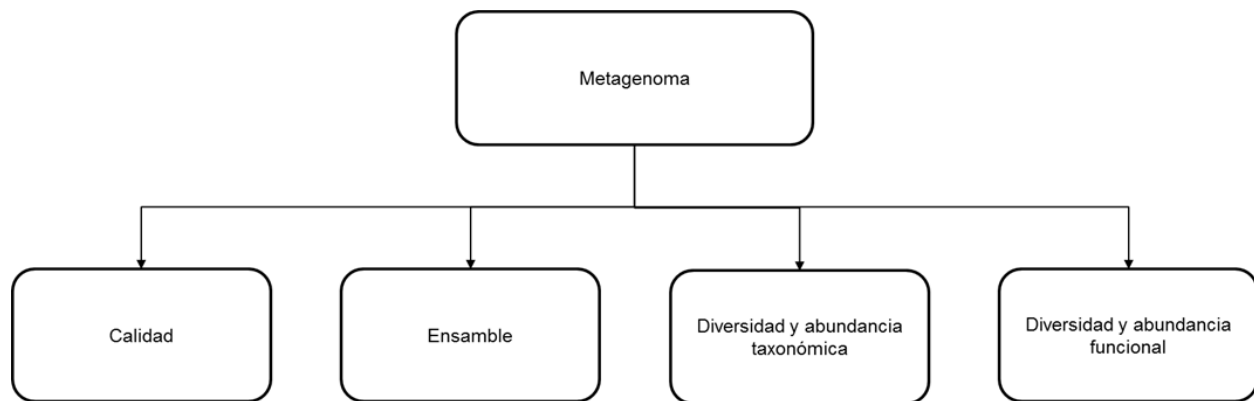 Metagenoma
Calidad
Ensamble
Diversidad y abundancia
taxonómica
Diversidad y abundancia
funcional